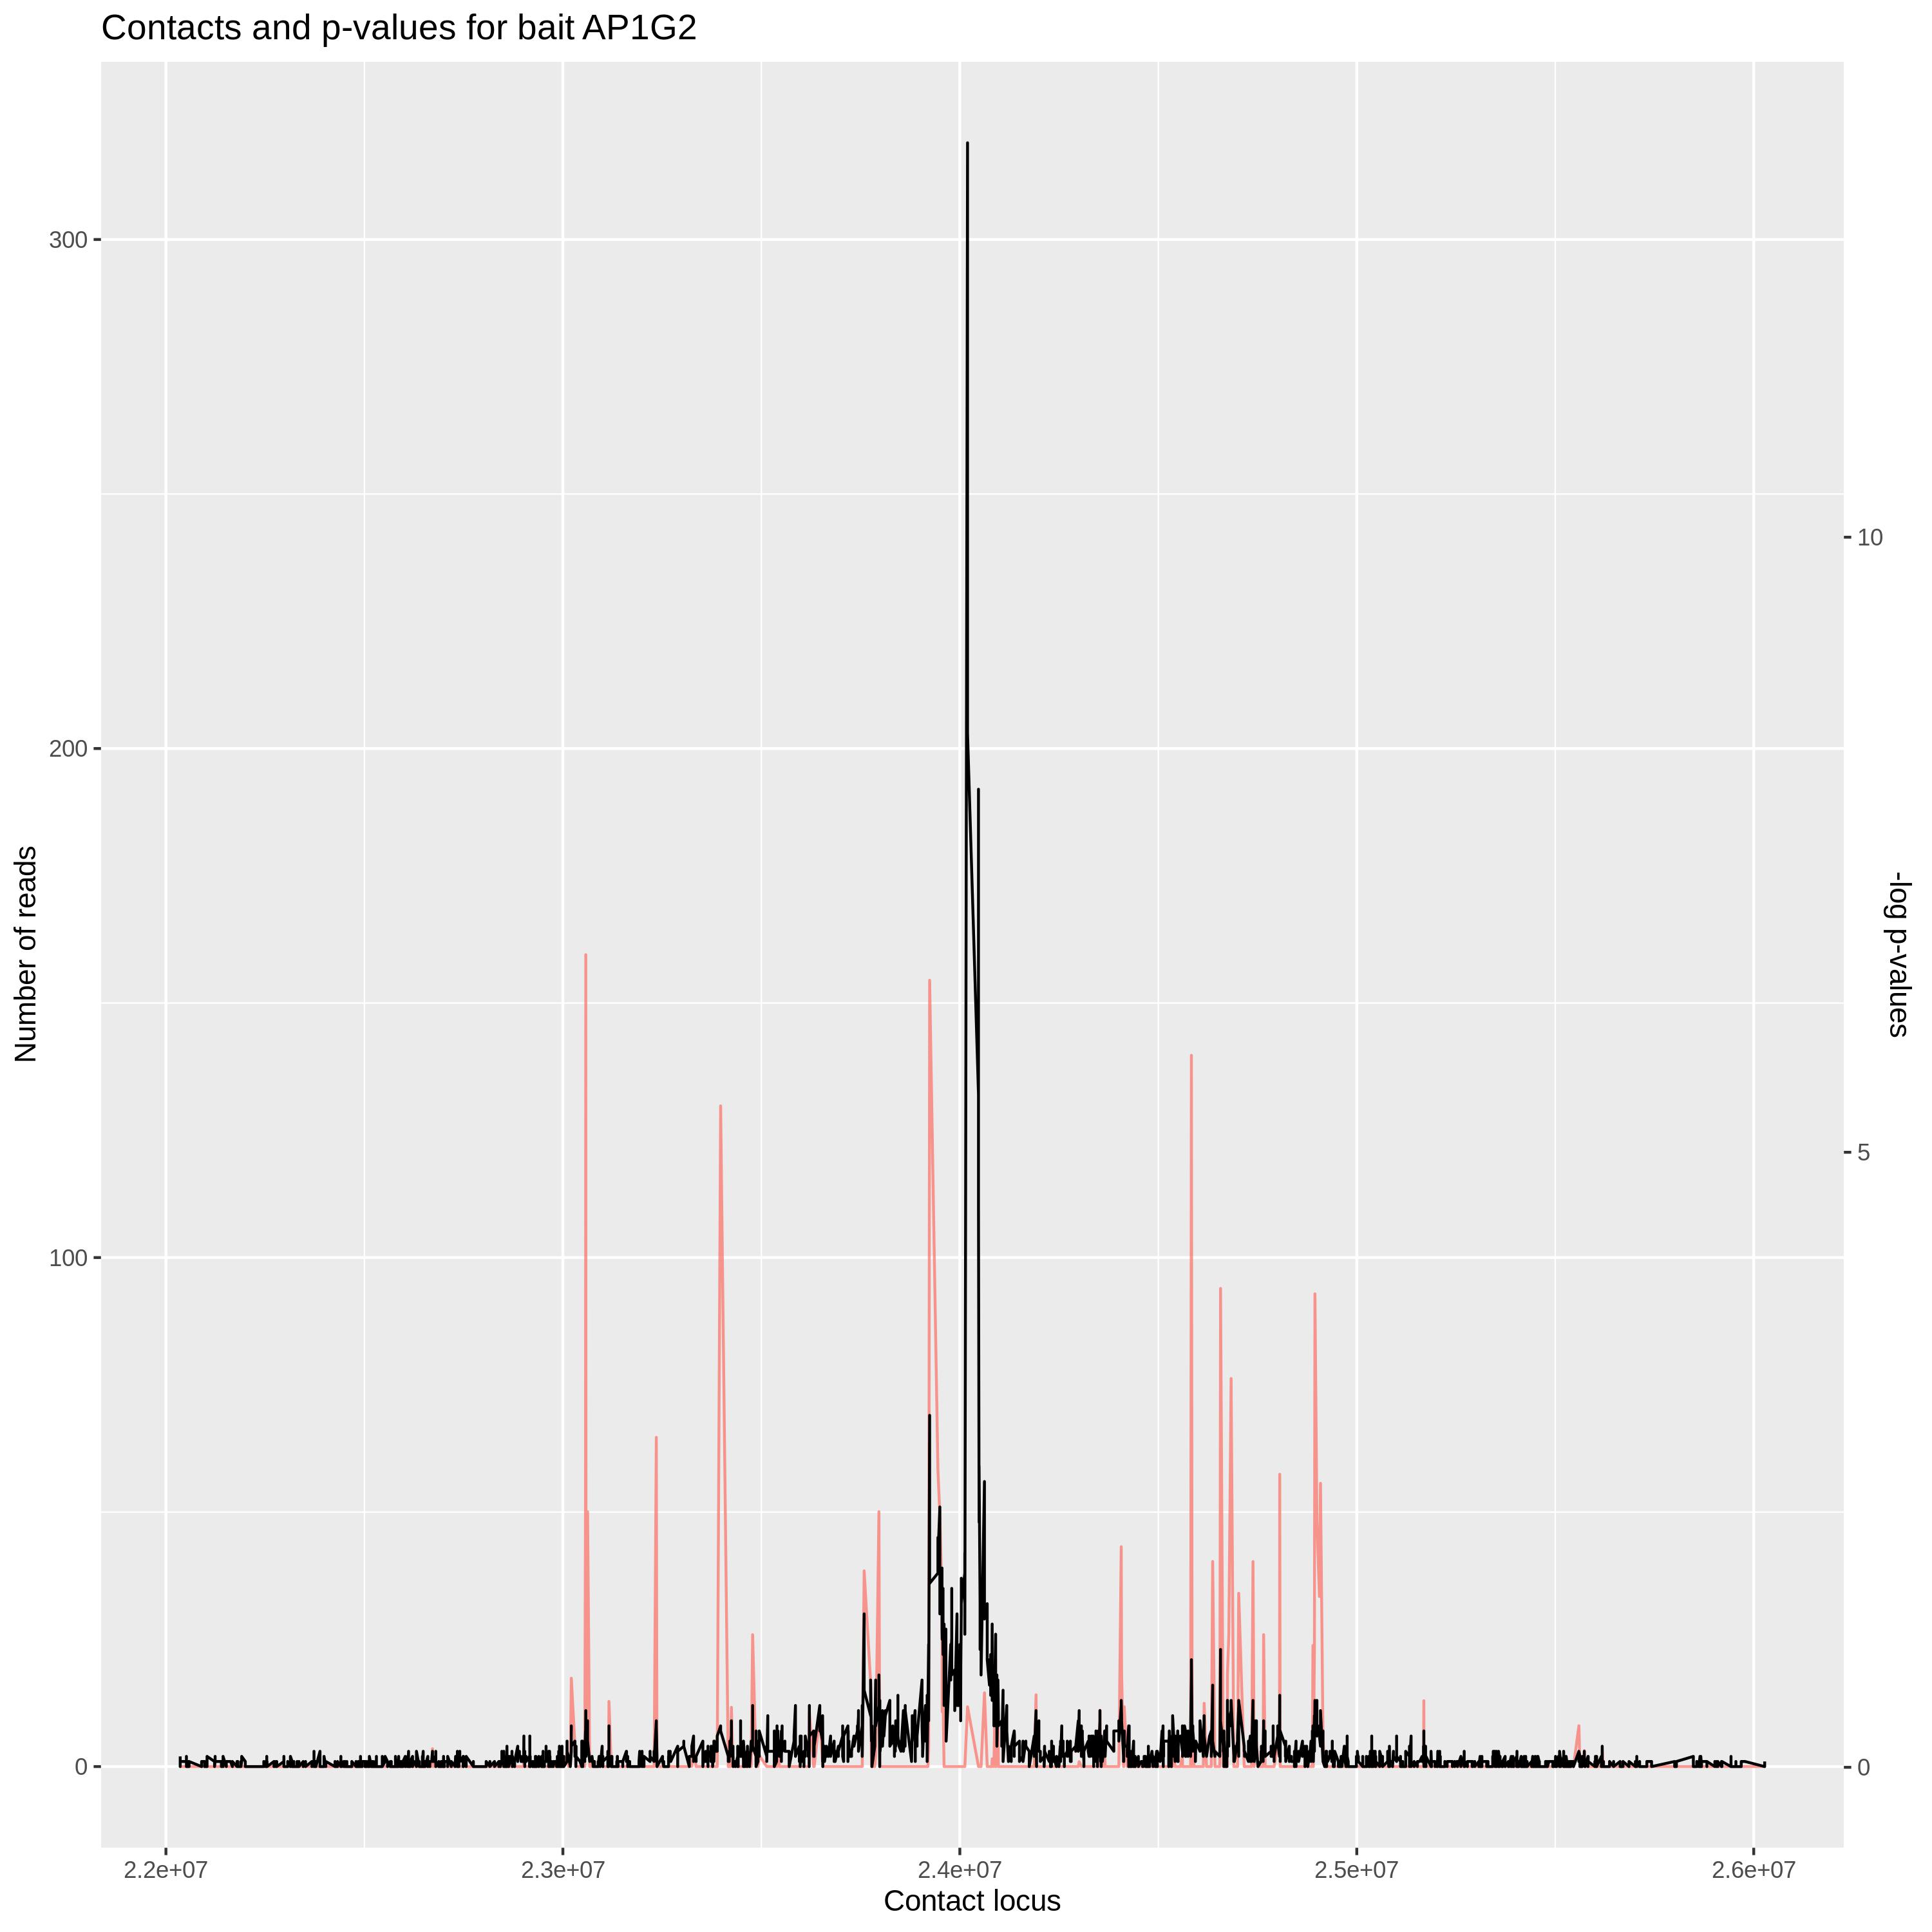 Contacts and p-values for bait AP1G2
300
200
100
0
Number of reads
10
5
0
-log p-values
2.2e+07
2.3e+07
2.4e+07
2.5e+07
2.6e+07
Contact locus